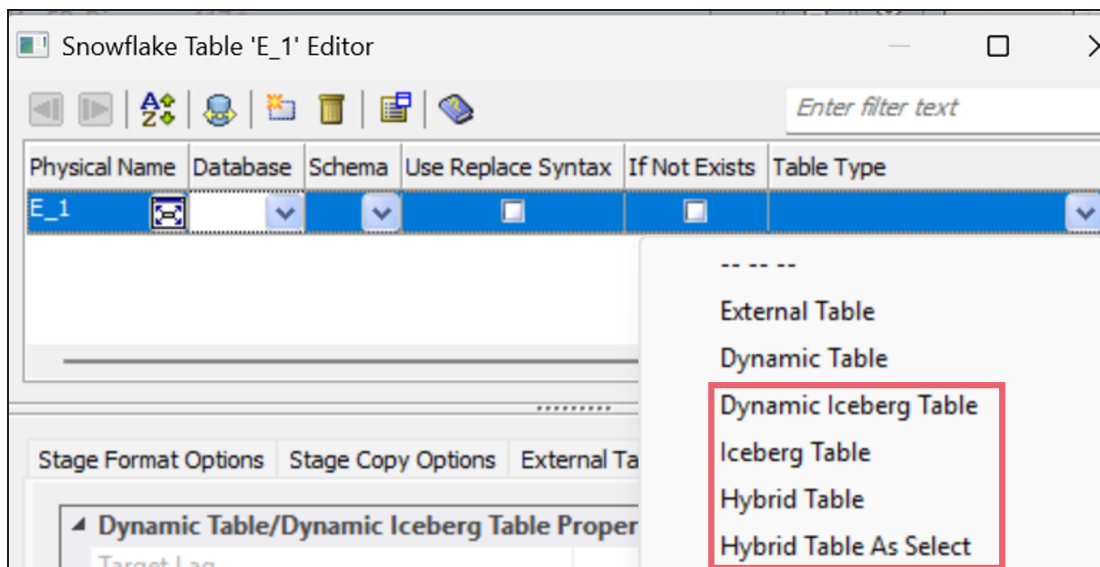 Snowflake Table 'E_1' Editor
Enter filter text
Physical Name Database Schema Use Replace Syntax If Not Exists Table Type
E_1
-- -- --
External Table
Dynamic Table
Dynamic Iceberg Table
Iceberg Table
Hybrid Table
Hybrid Table As Select
Stage Format Options Stage Copy Options External Ta
Dynamic Table/Dynamic Iceberg Table Proper
Target Lag